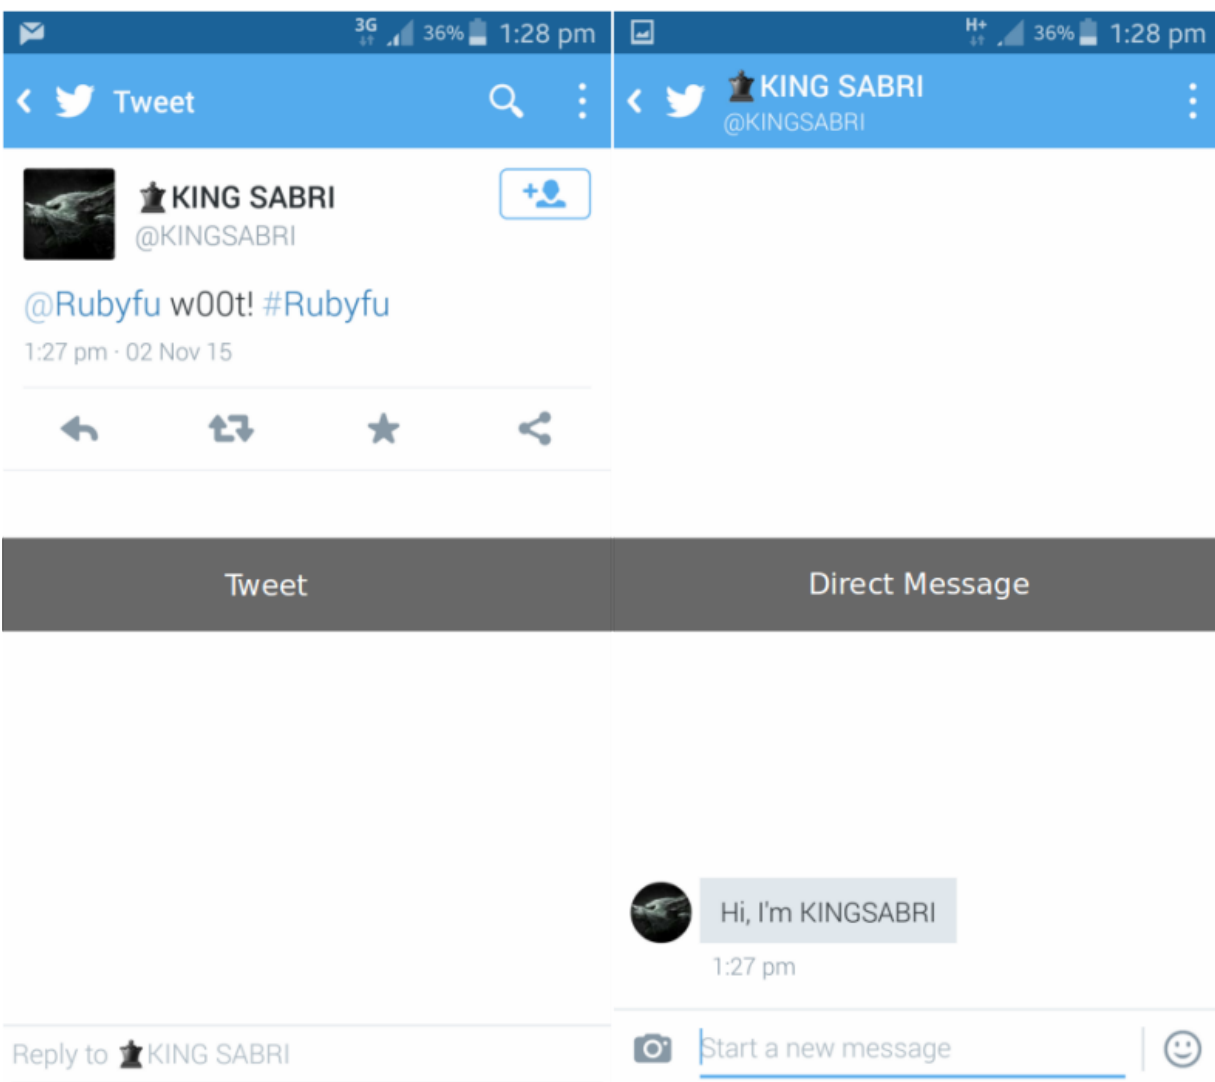 3G 36% 1:28 pm
Tweet
KING SABRI
@KINGSABRI
@Rubyfu w00t! #Rubyfu
1:27 pm · 02 Nov 15
Tweet
Reply to KING SABRI
H+ 36% 1:28 pm
KING SABRI
@KINGSABRI
Direct Message
Hi, I'm KINGSABRI
1:27 pm
Start a new message